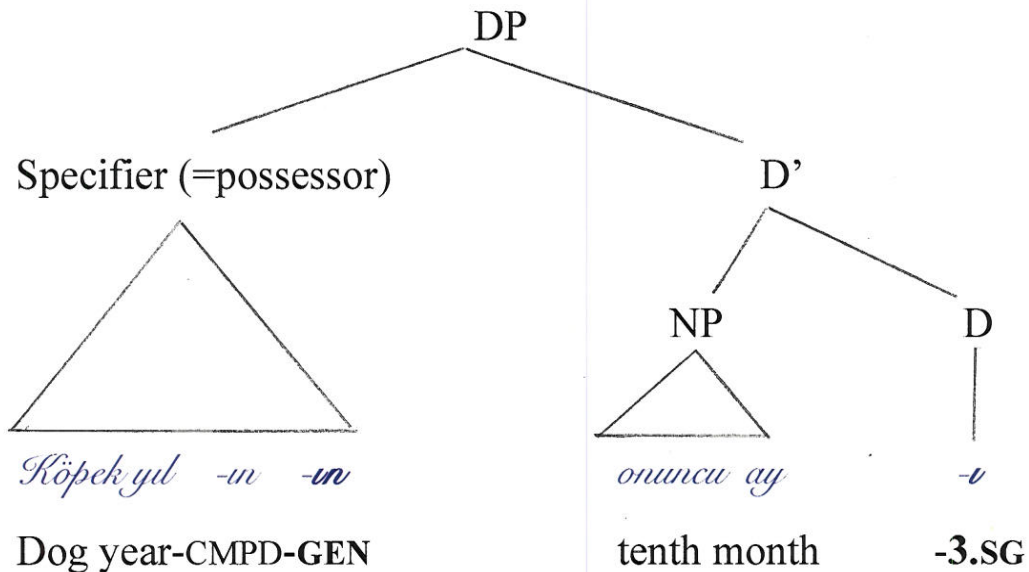 DP
Specifier (=possessor) D’
NP D
Köpek yıl -ın -ın onuncu ay -ı
Dog year-CMPD-GEN tenth month -3.SG